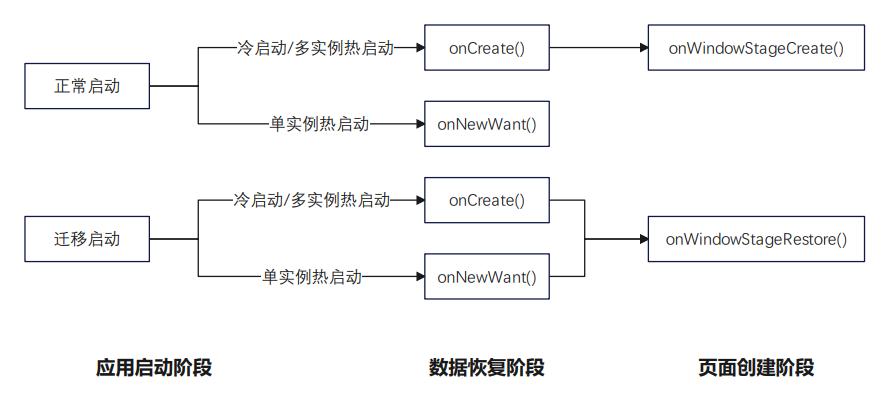 冷启动/多实例热启动
onCreate()
onWindowStageCreate()
正常启动
单实例热启动
onNewWant()
冷启动/多实例热启动
onCreate()
迁移启动
onWindowStageRestore()
单实例热启动
onNewWant()
应用启动阶段
数据恢复阶段
页面创建阶段